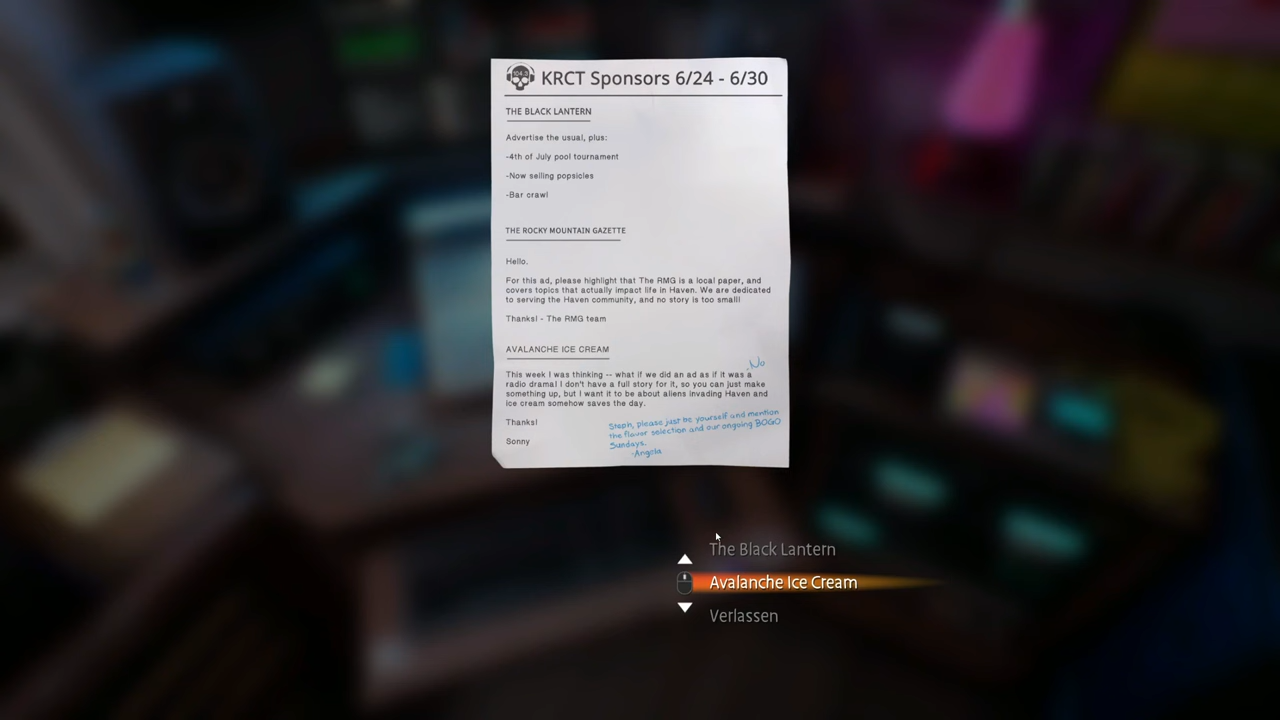 KRCT Sponsors 6/24 - 6/30
THE BLACK LANTERN
Advertise the usual, plus:
-4th of July pool tournament
-Now selling popsicles
-Bar crawl
THE ROCKY MOUNTAIN GAZETTE
Hello.
For this ad, please highlight that The RMG is a local paper, and
covers topics that actually impact life in Haven. We are dedicated
to serving the Haven community, and no story is too small!
Thanks! - The RMG team
AVALANCHE ICE CREAM
No
This week I was thinking -- what if we did an ad as if it was a
radio drama! I don't have a full story for it, so you can just make
something up, but I want it to be about aliens invading Haven and
ice cream somehow saves the day.
Thanks!
Sonny
Steph, please just be yourself and mention
the flavor selection and our ongoing BOGO
Sundays.
-Angela
The Black Lantern
Avalanche Ice Cream
Verlassen